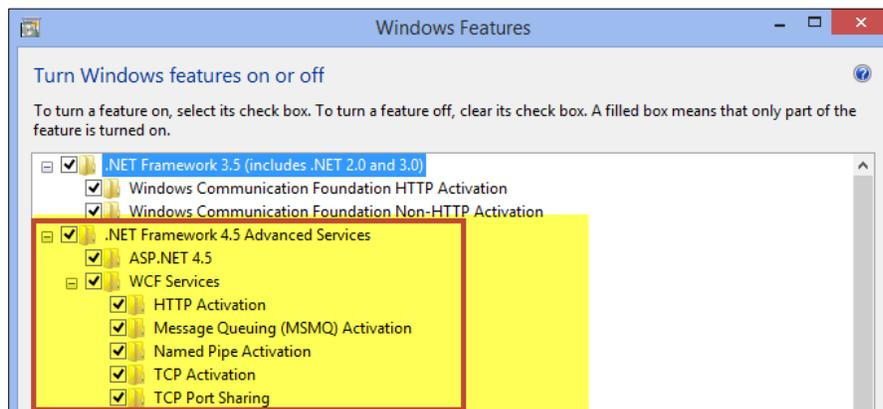 Windows Features
Turn Windows features on or off
To turn a feature on, select its check box. To turn a feature off, clear its check box. A filled box means that only part of the
feature is turned on.
.NET Framework 3.5 (includes .NET 2.0 and 3.0)
Windows Communication Foundation HTTP Activation
Windows Communication Foundation Non-HTTP Activation
.NET Framework 4.5 Advanced Services
ASP.NET 4.5
WCF Services
HTTP Activation
Message Queuing (MSMQ) Activation
Named Pipe Activation
TCP Activation
TCP Port Sharing